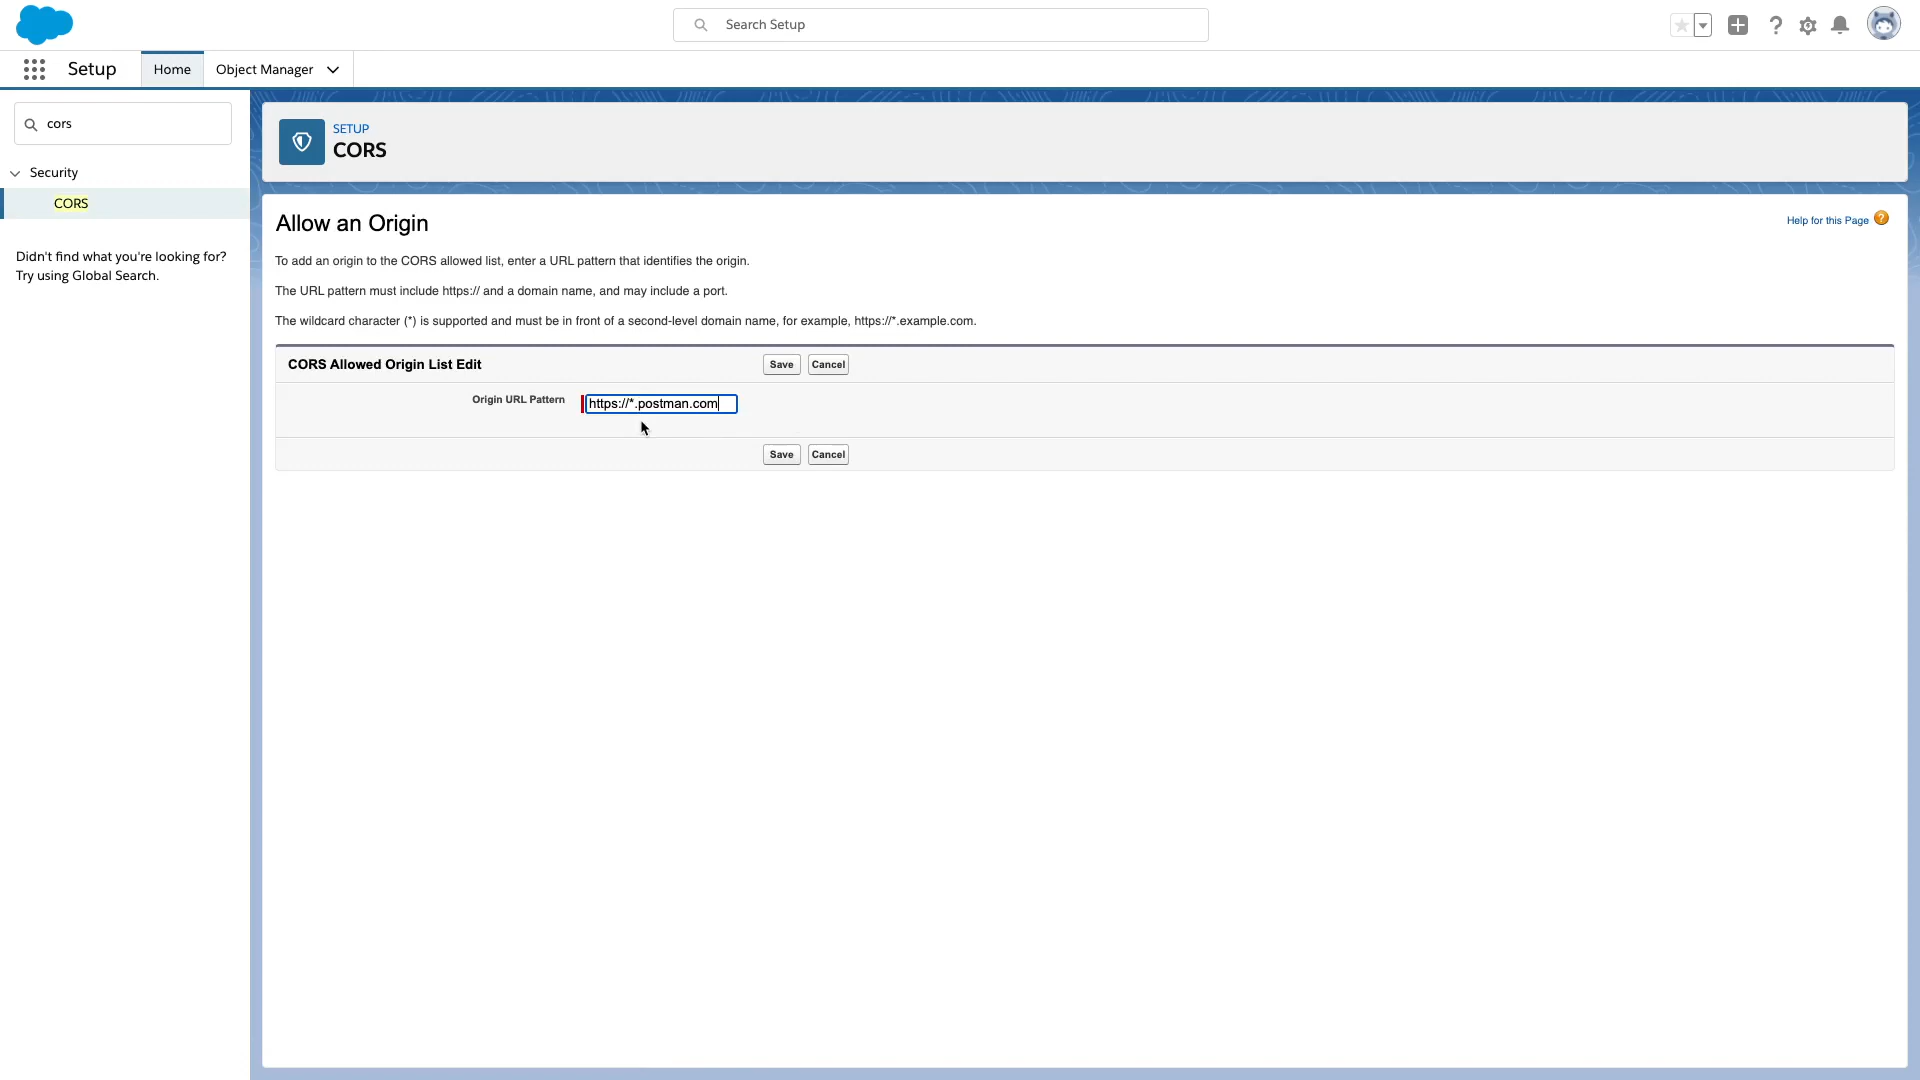 Search Setup
Setup
Home
Object Manager
cors
Security
CORS
Didn't find what you're looking for?
Try using Global Search.
SETUP
CORS
Allow an Origin
Help for this Page ?
To add an origin to the CORS allowed list, enter a URL pattern that identifies the origin.
The URL pattern must include https:// and a domain name, and may include a port.
The wildcard character (*) is supported and must be in front of a second-level domain name, for example, https://*.example.com.
CORS Allowed Origin List Edit
Save Cancel
Origin URL Pattern https://*.postman.com
Save Cancel